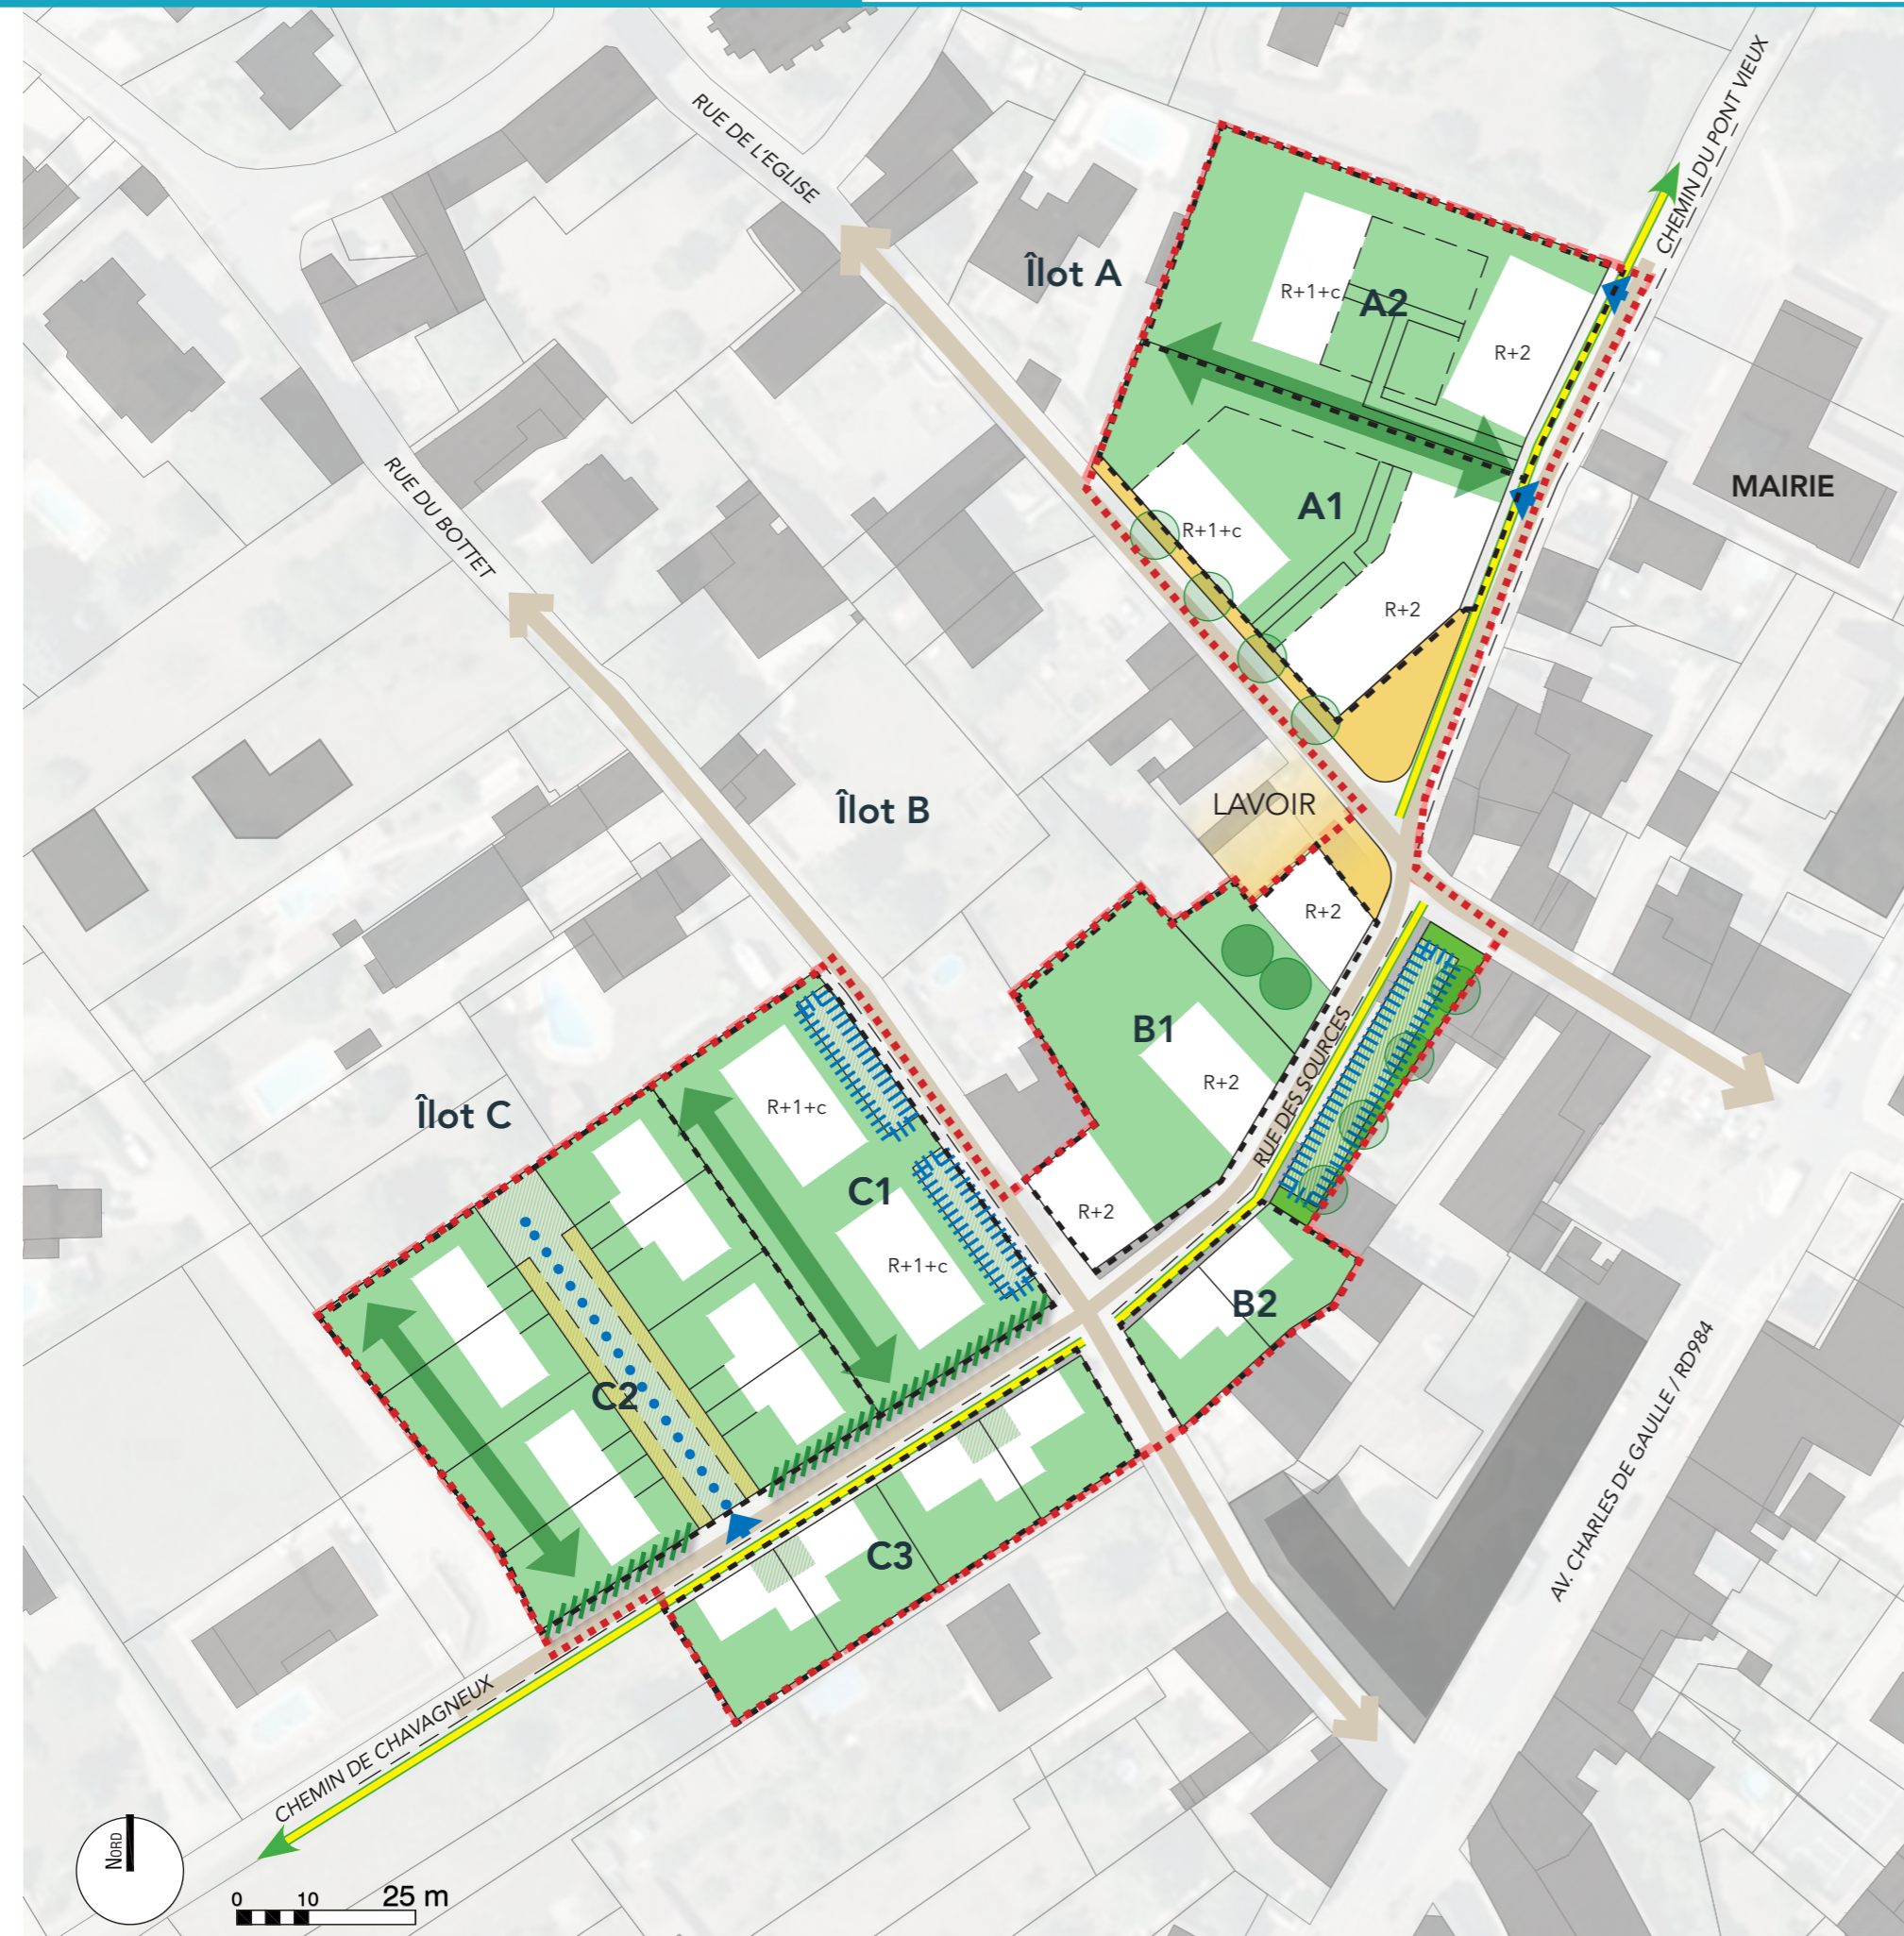 RUE DE L'EGLISE
CHEMIN DU PONT VIEUX
Îlot A
R+1+c
A2
R+2
RUE DU BOTTET
MAIRIE
A1
R+1+c
R+2
LAVOIR
Îlot B
R+2
B1
R+2
RUE DES SOURCES
Îlot C
R+1+c
C1
R+2
R+1+c
B2
C2
AV. CHARLES DE GAULLE / RD984
C3
CHEMIN DE CHAVAGNEUX
NORD
0 10 25 m